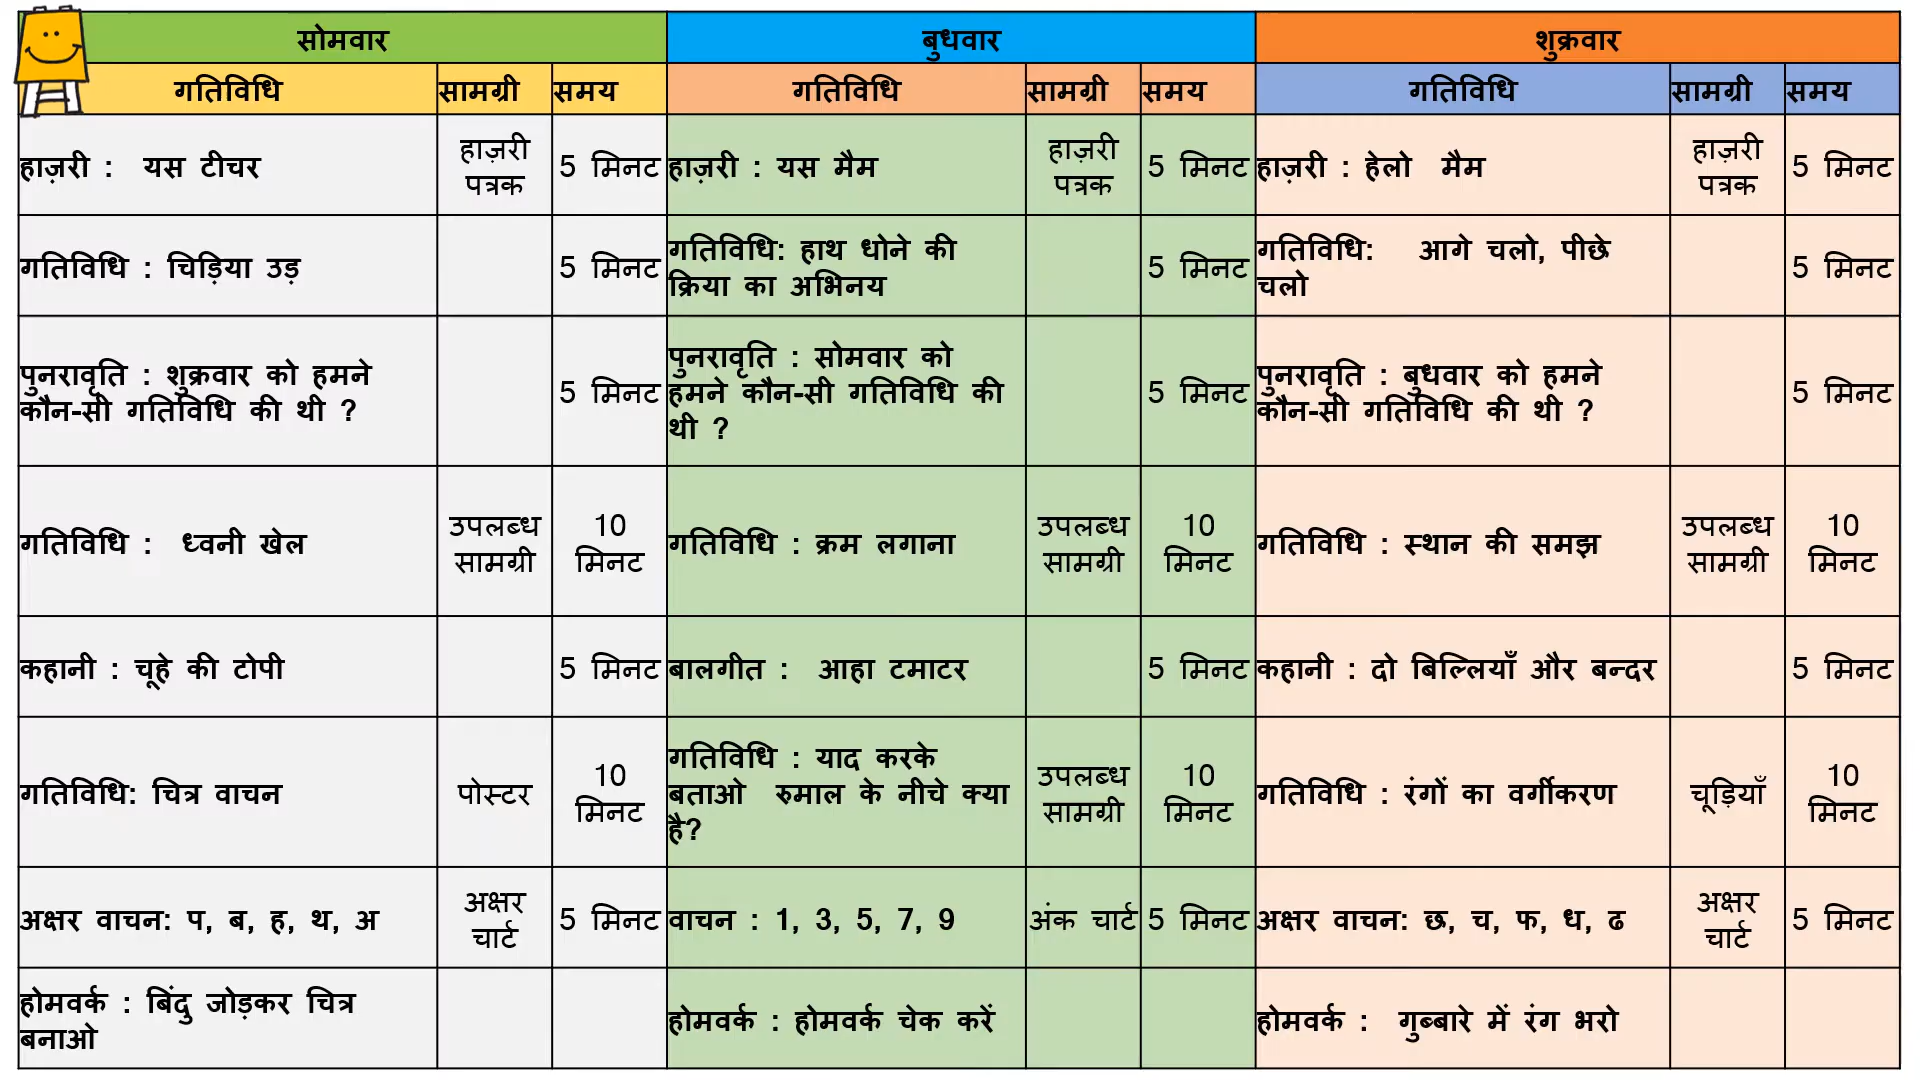 सोमवार बुधवार शुक्रवार
गतिविधि सामग्री समय गतिविधि सामग्री समय गतिविधि सामग्री समय
हाज़री : यस टीचर
हाज़री
पत्रक
5 मिनट
हाज़री : यस मैम
हाज़री
पत्रक
5 मिनट
हाज़री : हेलो मैम
हाज़री
पत्रक
5 मिनट
गतिविधि : चिड़िया उड़
5 मिनट
गतिविधि: हाथ धोने की
क्रिया का अभिनय
5 मिनट
गतिविधि: आगे चलो, पीछे
चलो
5 मिनट
पुनरावृति : शुक्रवार को हमने
कौन-सी गतिविधि की थी ?
5 मिनट
पुनरावृति : सोमवार को
हमने कौन-सी गतिविधि की
थी ?
5 मिनट
पुनरावृति : बुधवार को हमने
कौन-सी गतिविधि की थी ?
5 मिनट
गतिविधि : ध्वनी खेल
उपलब्ध
सामग्री
10
मिनट
गतिविधि : क्रम लगाना
उपलब्ध
सामग्री
10
मिनट
गतिविधि : स्थान की समझ
उपलब्ध
सामग्री
10
मिनट
कहानी : चूहे की टोपी
5 मिनट
बालगीत : आहा टमाटर
5 मिनट
कहानी : दो बिल्लियाँ और बन्दर
5 मिनट
गतिविधि: चित्र वाचन
पोस्टर
10
मिनट
गतिविधि : याद करके
बताओ रुमाल के नीचे क्या
है?
उपलब्ध
सामग्री
10
मिनट
गतिविधि : रंगों का वर्गीकरण
चूड़ियाँ
10
मिनट
अक्षर वाचन: प, ब, ह, थ, अ
अक्षर
चार्ट
5 मिनट
वाचन : 1, 3, 5, 7, 9
अंक चार्ट
5 मिनट
अक्षर वाचन: छ, च, फ, ध, ढ
अक्षर
चार्ट
5 मिनट
होमवर्क : बिंदु जोड़कर चित्र
बनाओ
होमवर्क : होमवर्क चेक करें
होमवर्क : गुब्बारे में रंग भरो